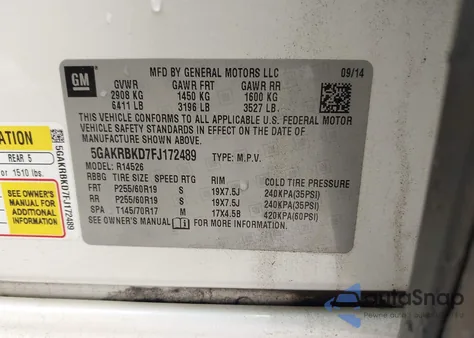 GM
MFD BY GENERAL MOTORS LLC
09/14
GVWR GAWR FRT GAWR RR
2908 KG 1450 KG 1600 KG
6411 LB 3196 LB 3527 LB
THIS VEHICLE CONFORMS TO ALL APPLICABLE U.S. FEDERAL MOTOR
VEHICLE SAFETY, BUMPER, AND THEFT PREVENTION STANDARDS IN
EFFECT ON THE DATE
OF MANUFACTURE SHOWN ABOVE.
5GAKRBKD7FJ172489 TYPE: M.P.V.
MODEL: R14526
RBBG TIRE SIZE SPEED RTG RIM COLD TIRE PRESSURE
FRT P255/60R19 S 19X7.5J 240KPA(35PSI)
RR P255/60R19 S 19X7.5J 240KPA(35PSI)
SPA T145/70R17 M 17X4.5B 420KPA(60PSI)
SEE OWNER'S MANUAL FOR MORE INFORMATION.
ATION
REAR 5
or 1510 lbs.
SEE OWNER'S
MANUAL FOR
ADDITIONAL
INFORMATION
5GAKRBKD7FJ172489